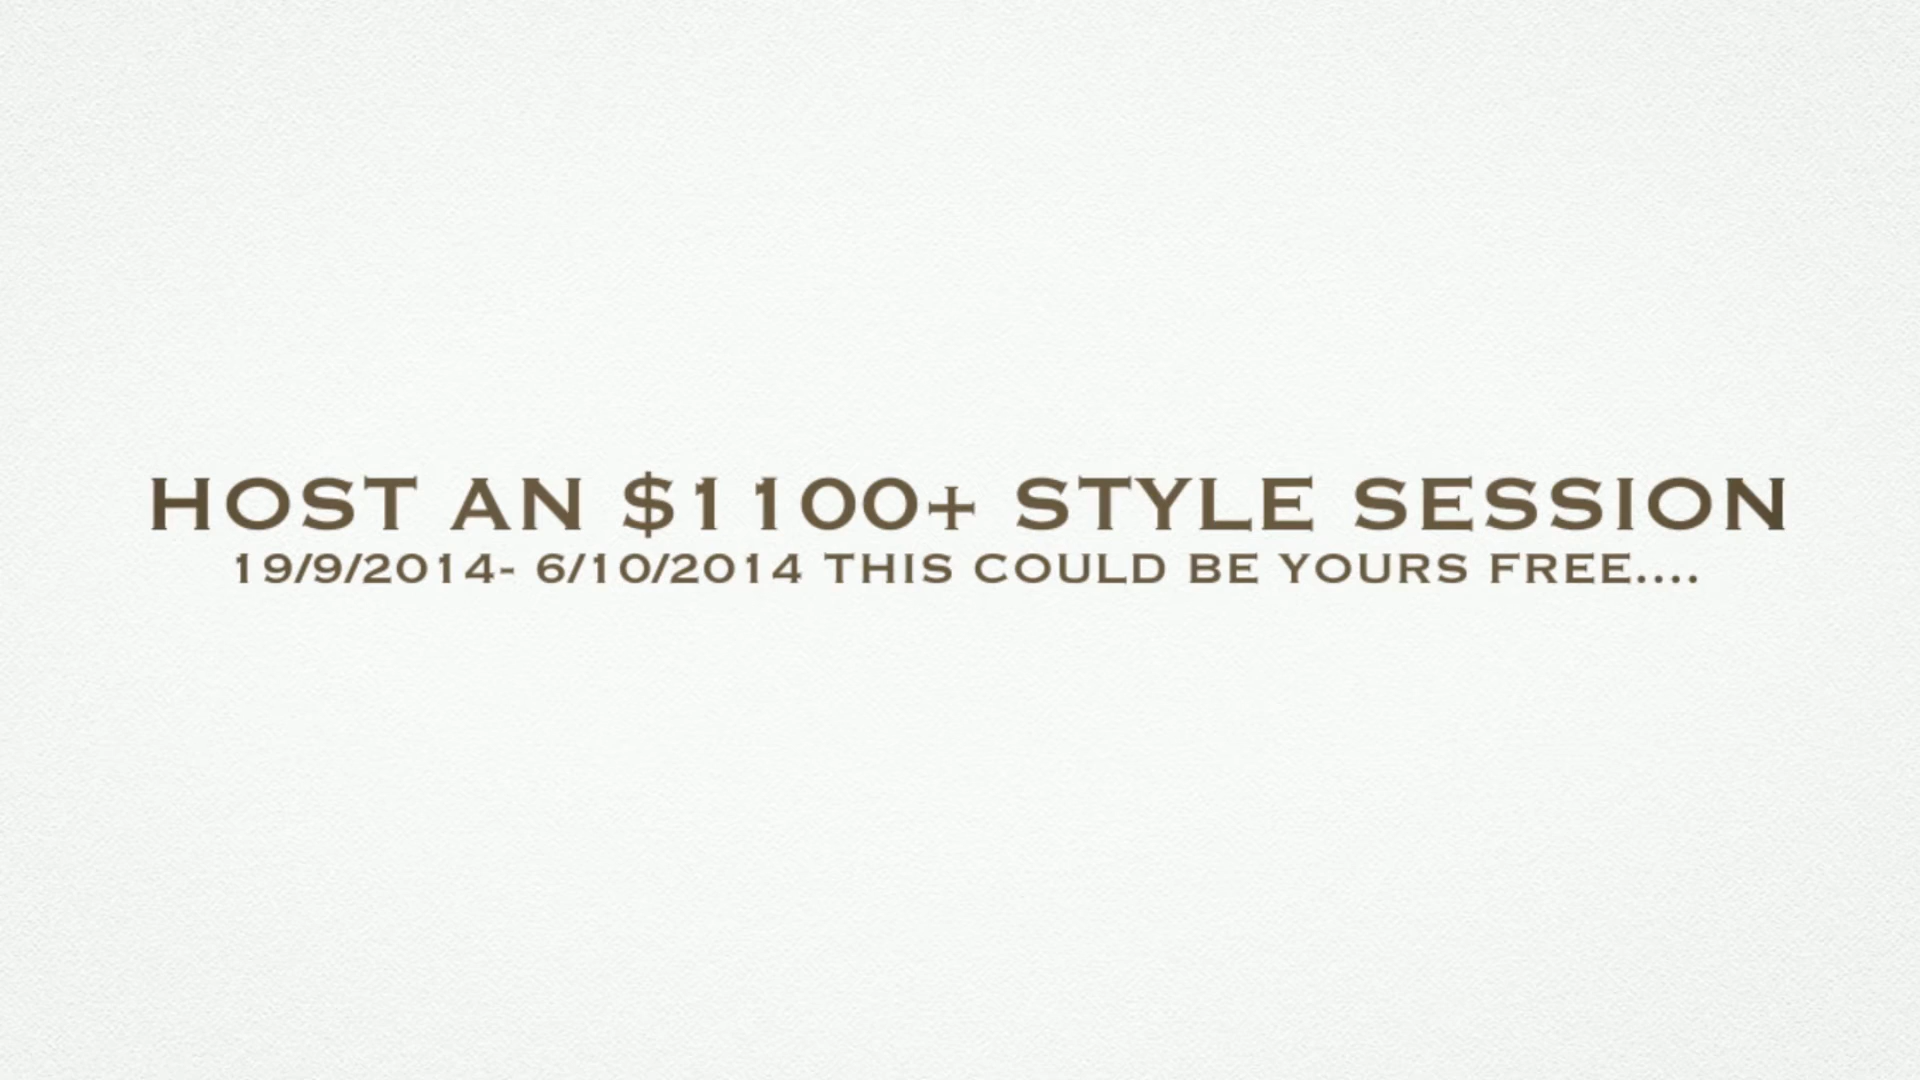 HOST AN $1100+ STYLE SESSION
19/9/2014- 6/10/2014 THIS COULD BE YOURS FREE....